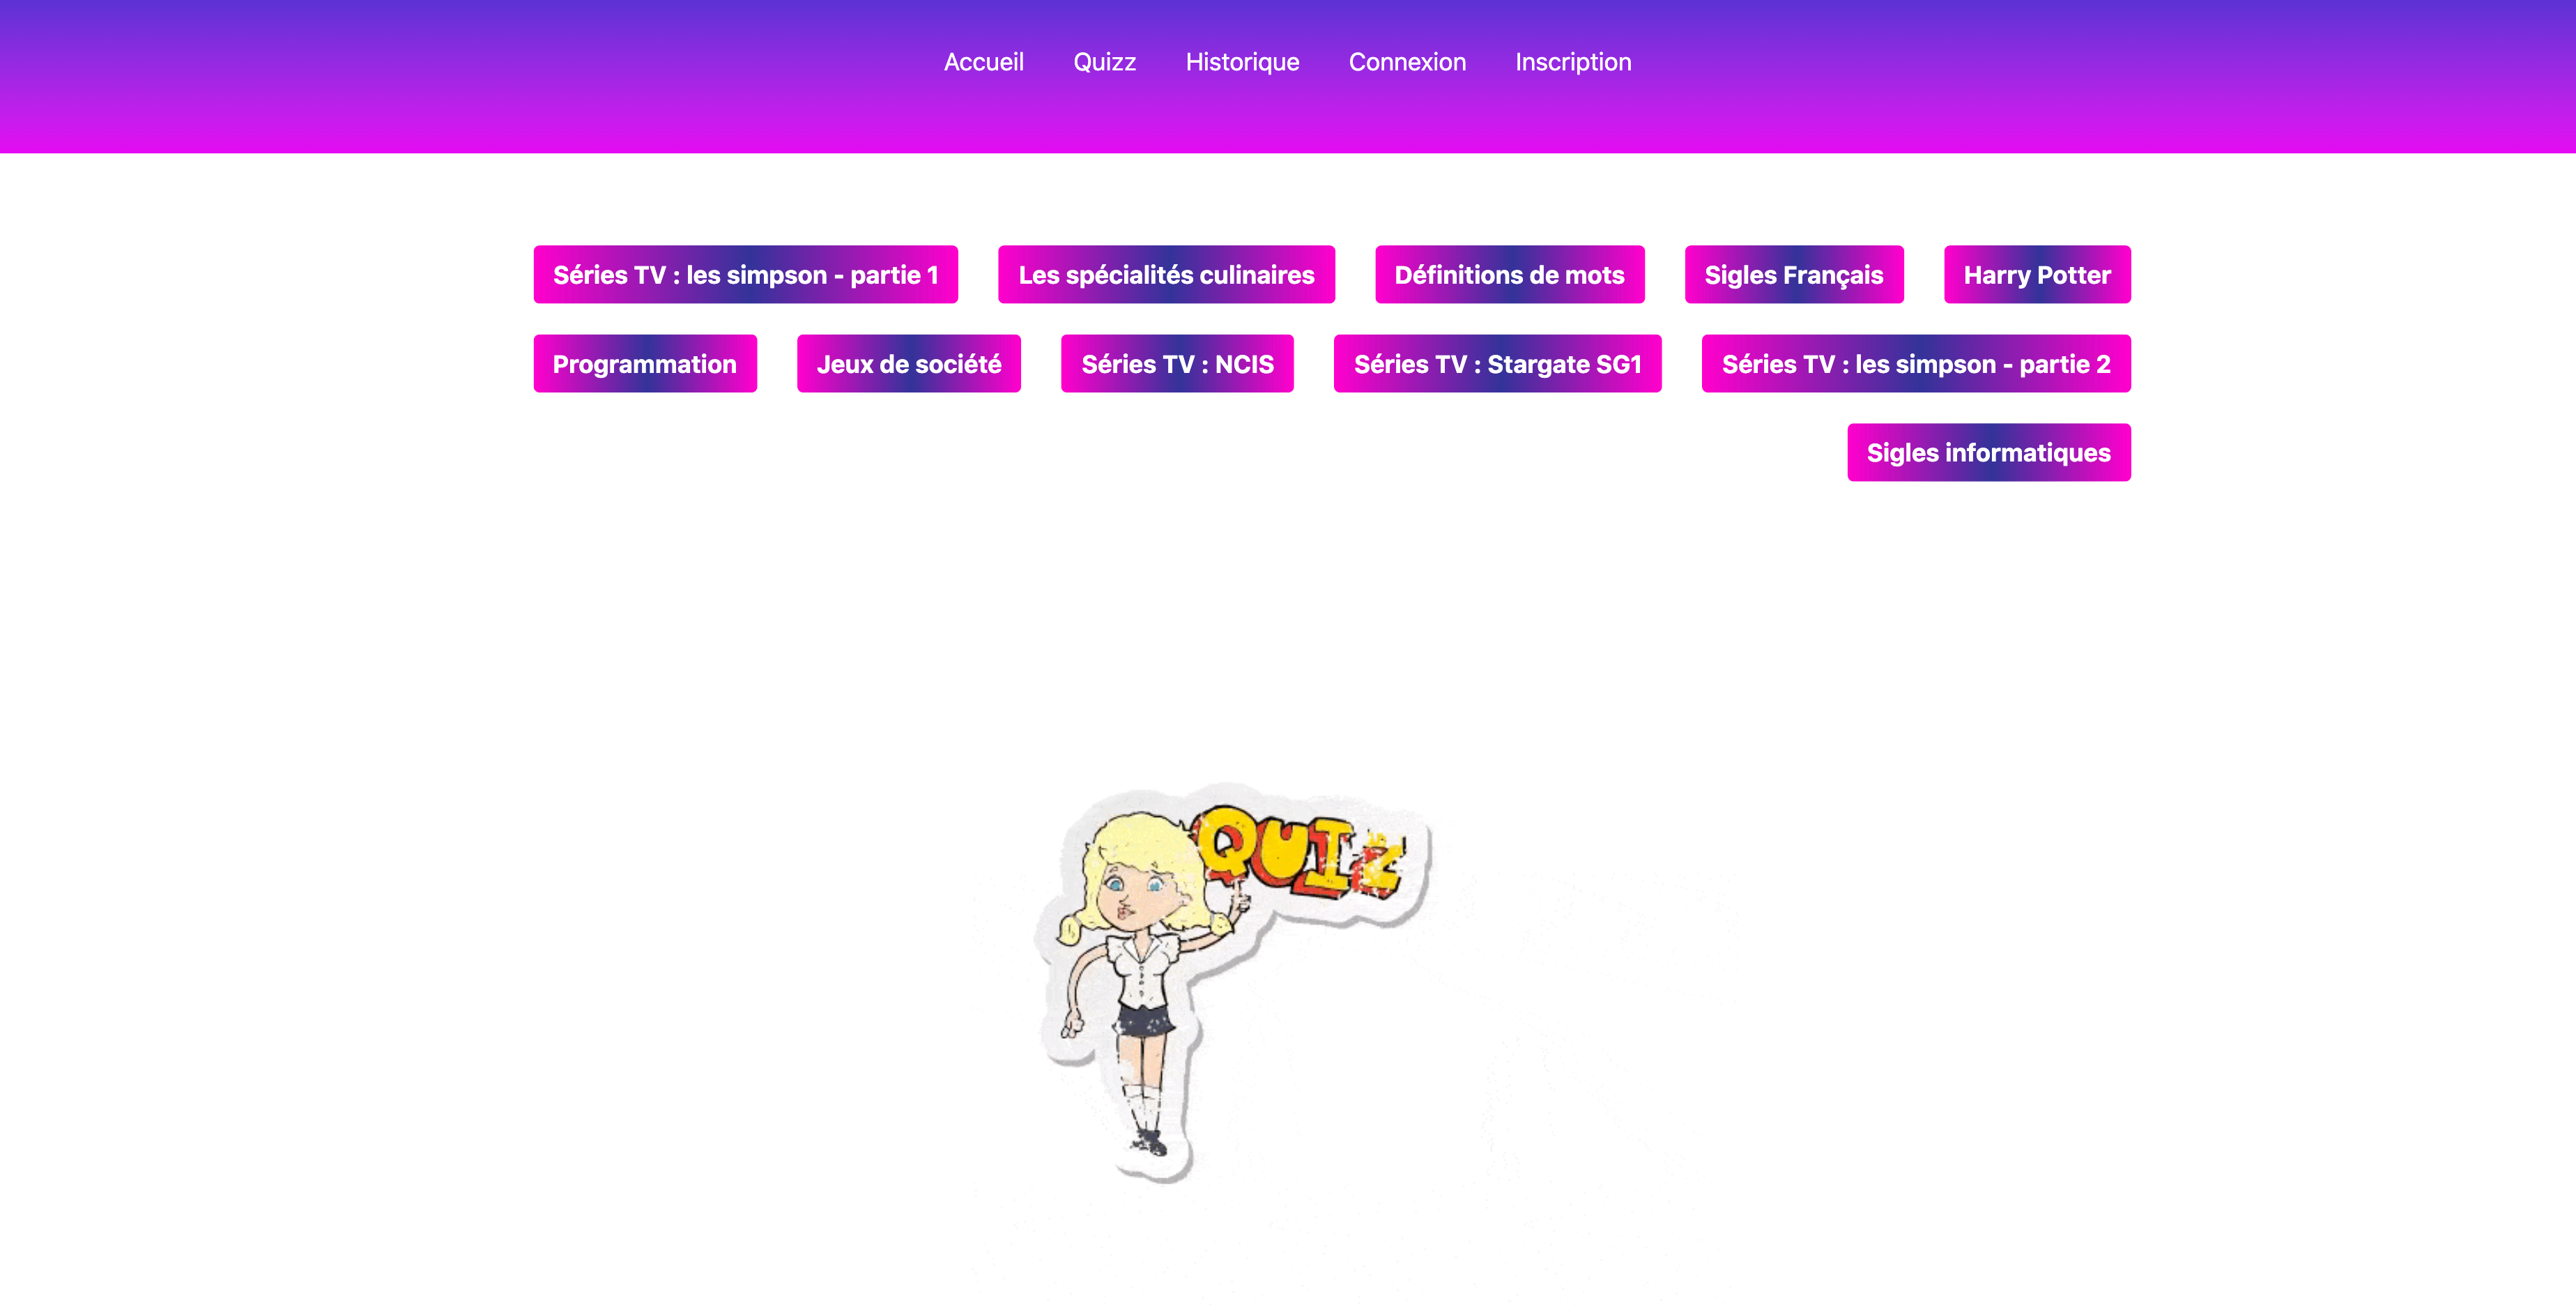 Accueil Quizz Historique Connexion Inscription
Séries TV : les simpson - partie 1 Les spécialités culinaires Définitions de mots Sigles Français Harry Potter
Programmation Jeux de société Séries TV : NCIS Séries TV : Stargate SG1 Séries TV : les simpson - partie 2
Sigles informatiques
QUIZ